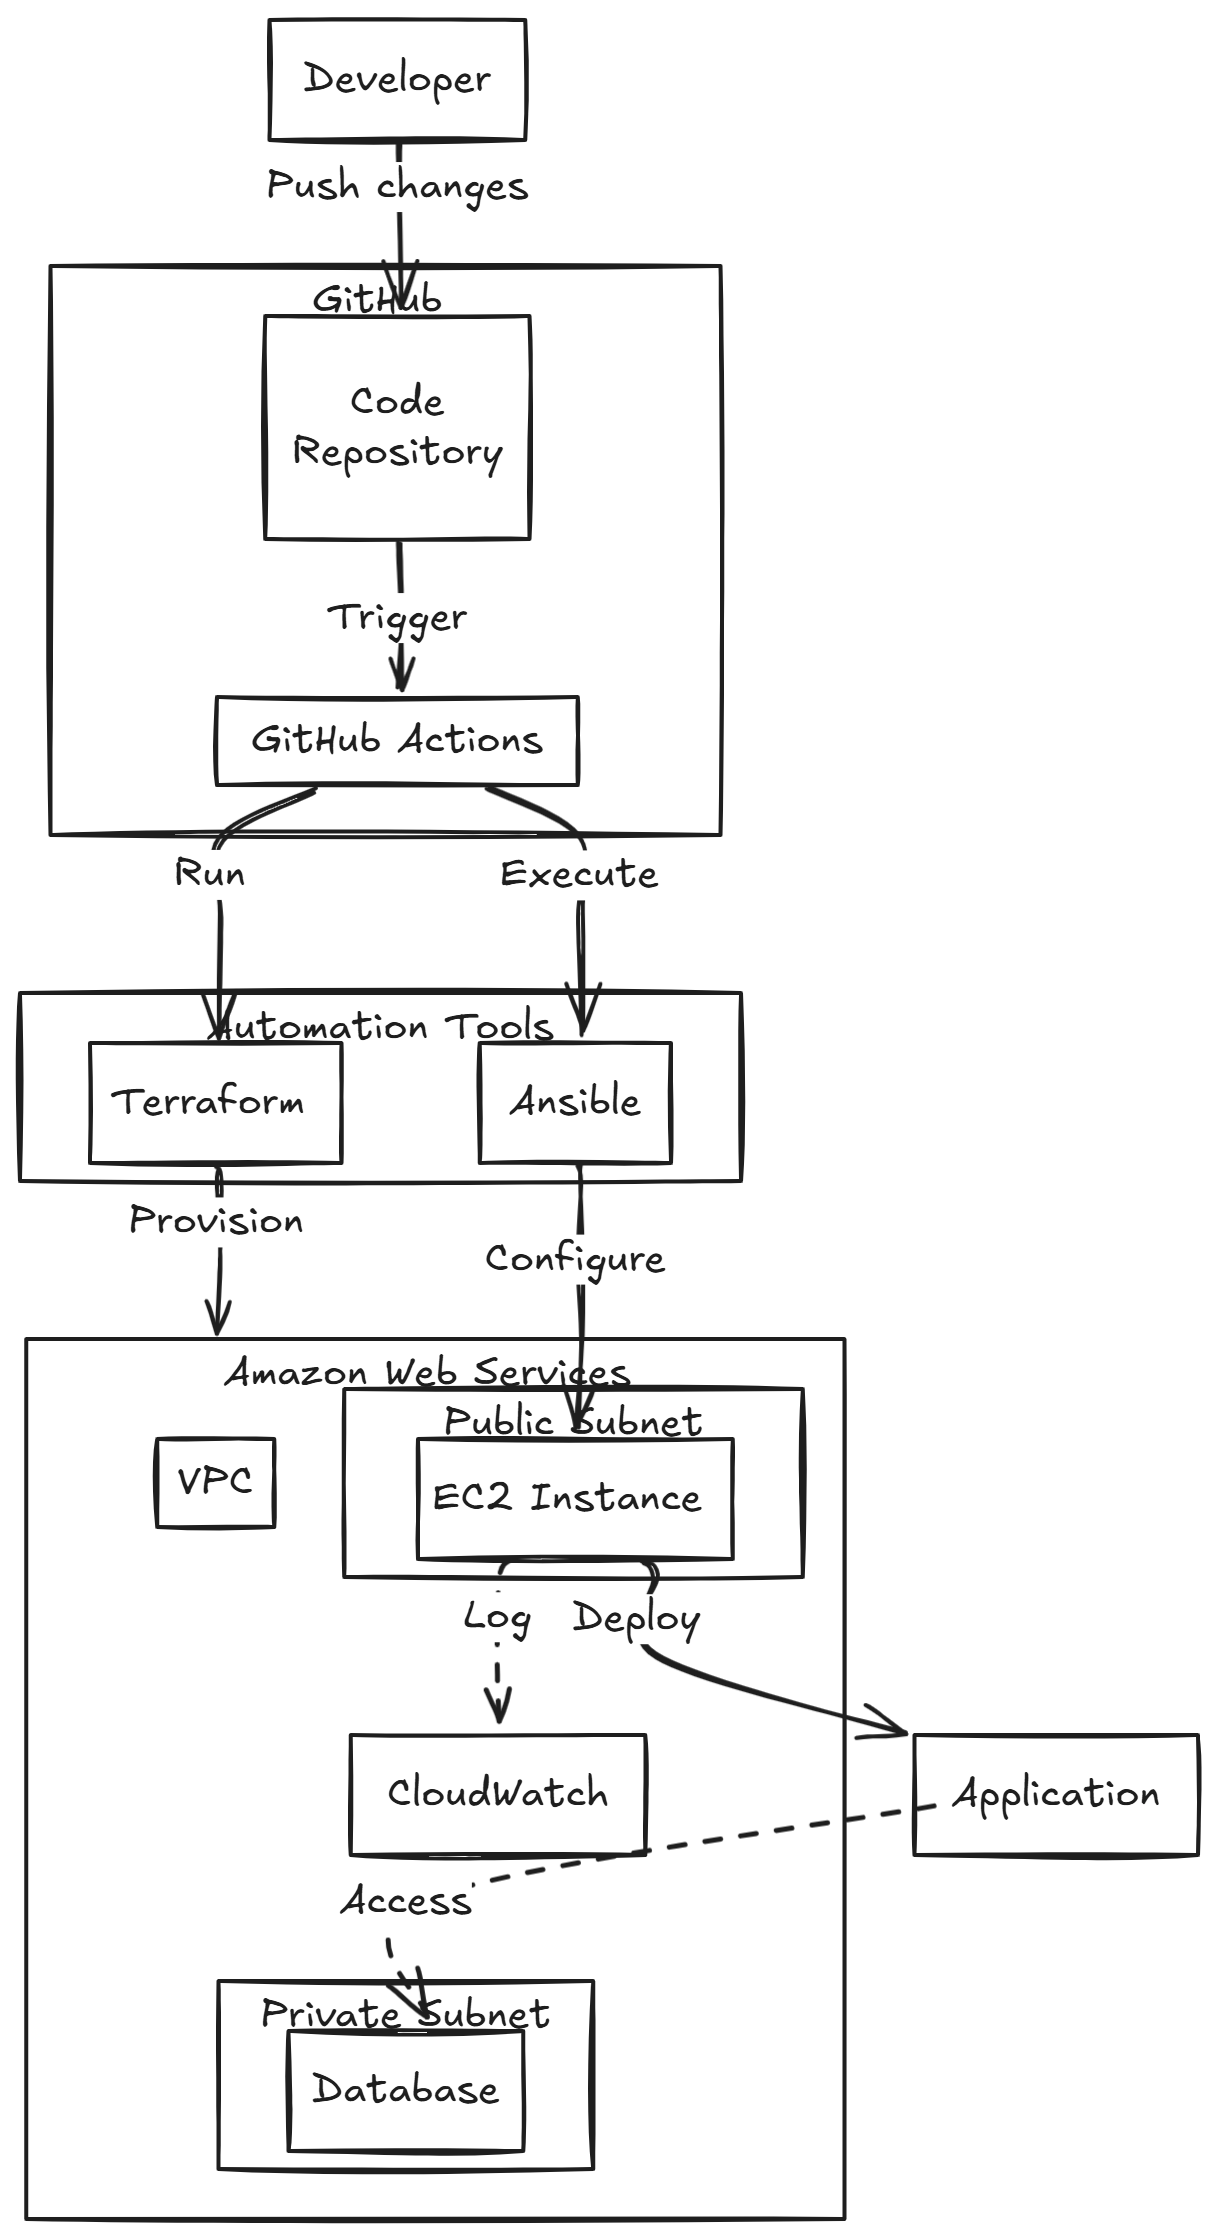 Developer
Push changes
GitHub
Code
Repository
Trigger
GitHub Actions
Run
Execute
Automation Tools
Terraform
Ansible
Provision
Configure
Amazon Web Services
Public Subnet
VPC
EC2 Instance
Log
Deploy
CloudWatch
Application
Access
Private Subnet
Database